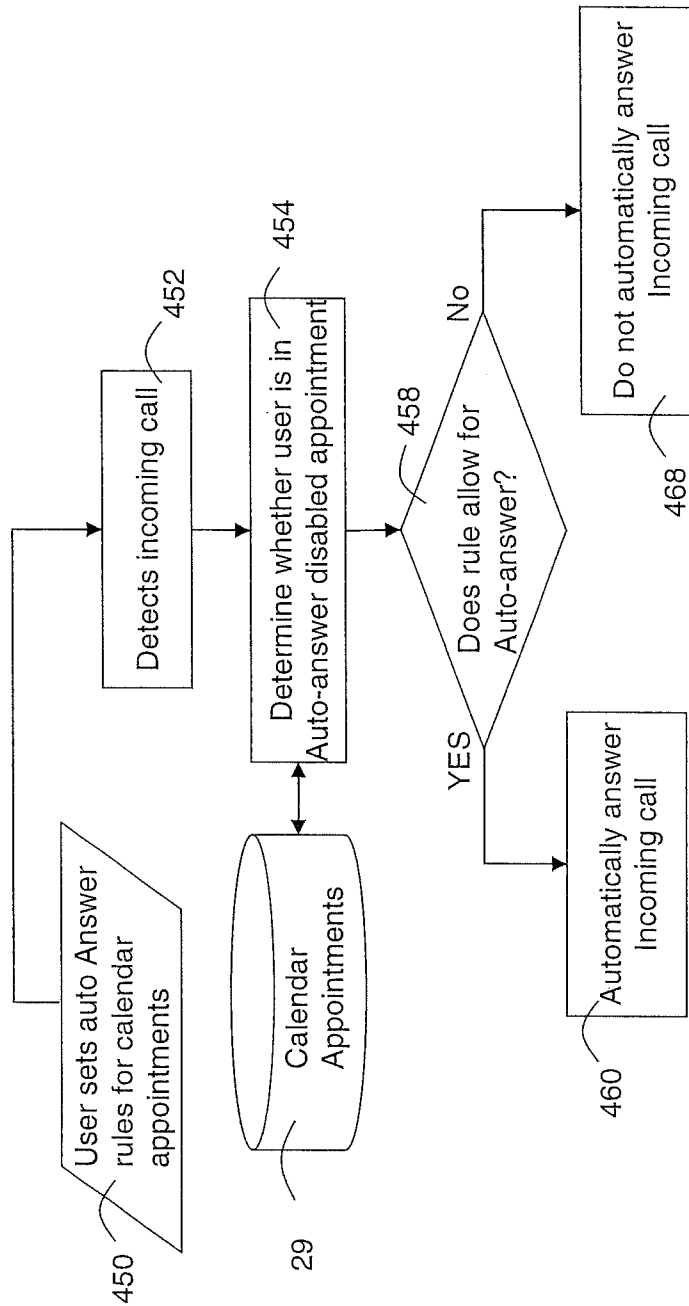 User sets auto Answer
rules for calendar
appointments
450
Detects incoming call
452
Calendar
Appointments
29
Determine whether user is in
Auto-answer disabled appointment
454
Does rule allow for
Auto-answer?
458
YES
No
Automatically answer
Incoming call
460
Do not automatically answer
Incoming call
468